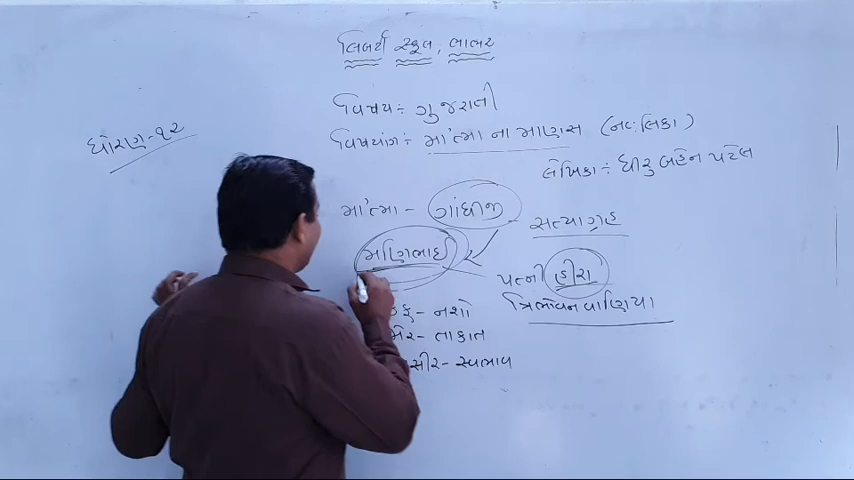 લિબર્ટી સ્કૂલ, લાલર
વિષય ÷ ગુજરાતી
ધોરણ-૧૨
વિષયાંગ ÷ મા'ત્મા ના માણસ (નવલિકા)
લેખિકા ÷ ધીરુ બહેન પટેલ
મા'ત્મા - ગાંધીજી
સત્યાગ્રહ
મણિભાઈ
પત્ની હીરા
ત્રિભોવન વાણિયા
કેફ - નશો
- તાકાત
- સ્વભાવ